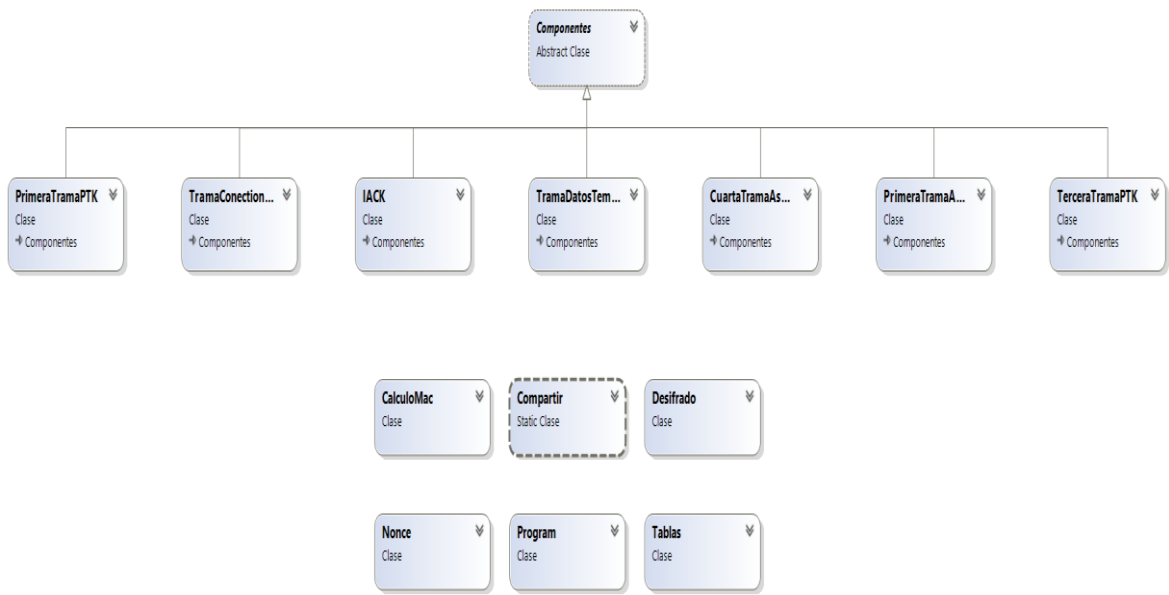 Componentes
Abstract Clase
PrimeraTramaPTK
Clase
Componentes
TramaConection...
Clase
Componentes
IACK
Clase
Componentes
TramaDatosTem...
Clase
Componentes
CuartaTramaAs...
Clase
Componentes
PrimeraTramaA...
Clase
Componentes
TerceraTramaPTK
Clase
Componentes
CalculoMac
Clase
Compartir
Static Clase
Desifrado
Clase
Nonce
Clase
Program
Clase
Tablas
Clase